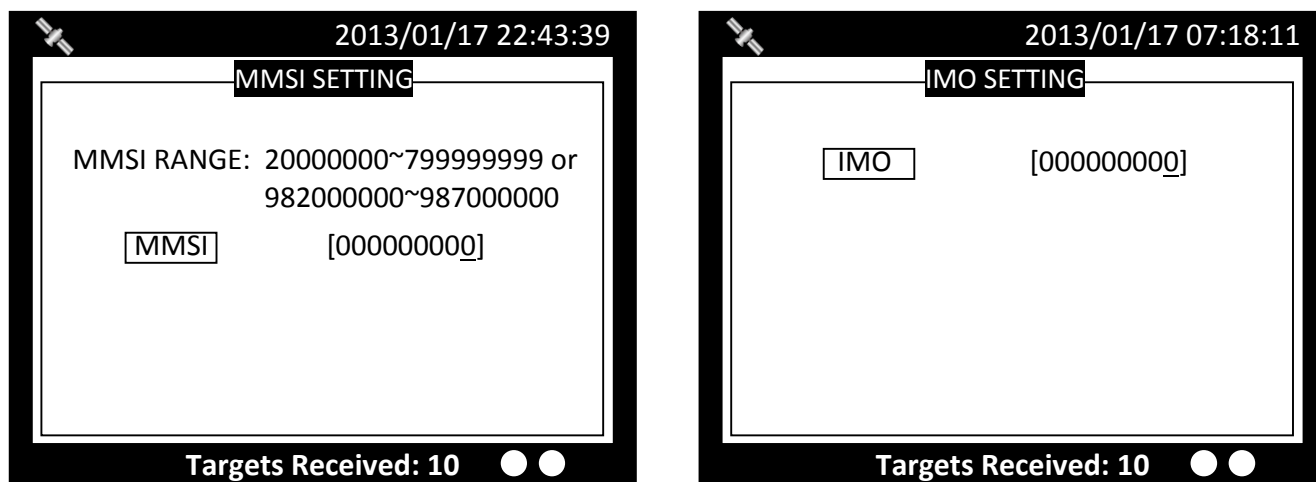 2013/01/17 22:43:39
MMSI SETTING
MMSI RANGE: 20000000~799999999 or
982000000~987000000
MMSI [000000000]
Targets Received: 10
2013/01/17 07:18:11
IMO SETTING
IMO [000000000]
Targets Received: 10